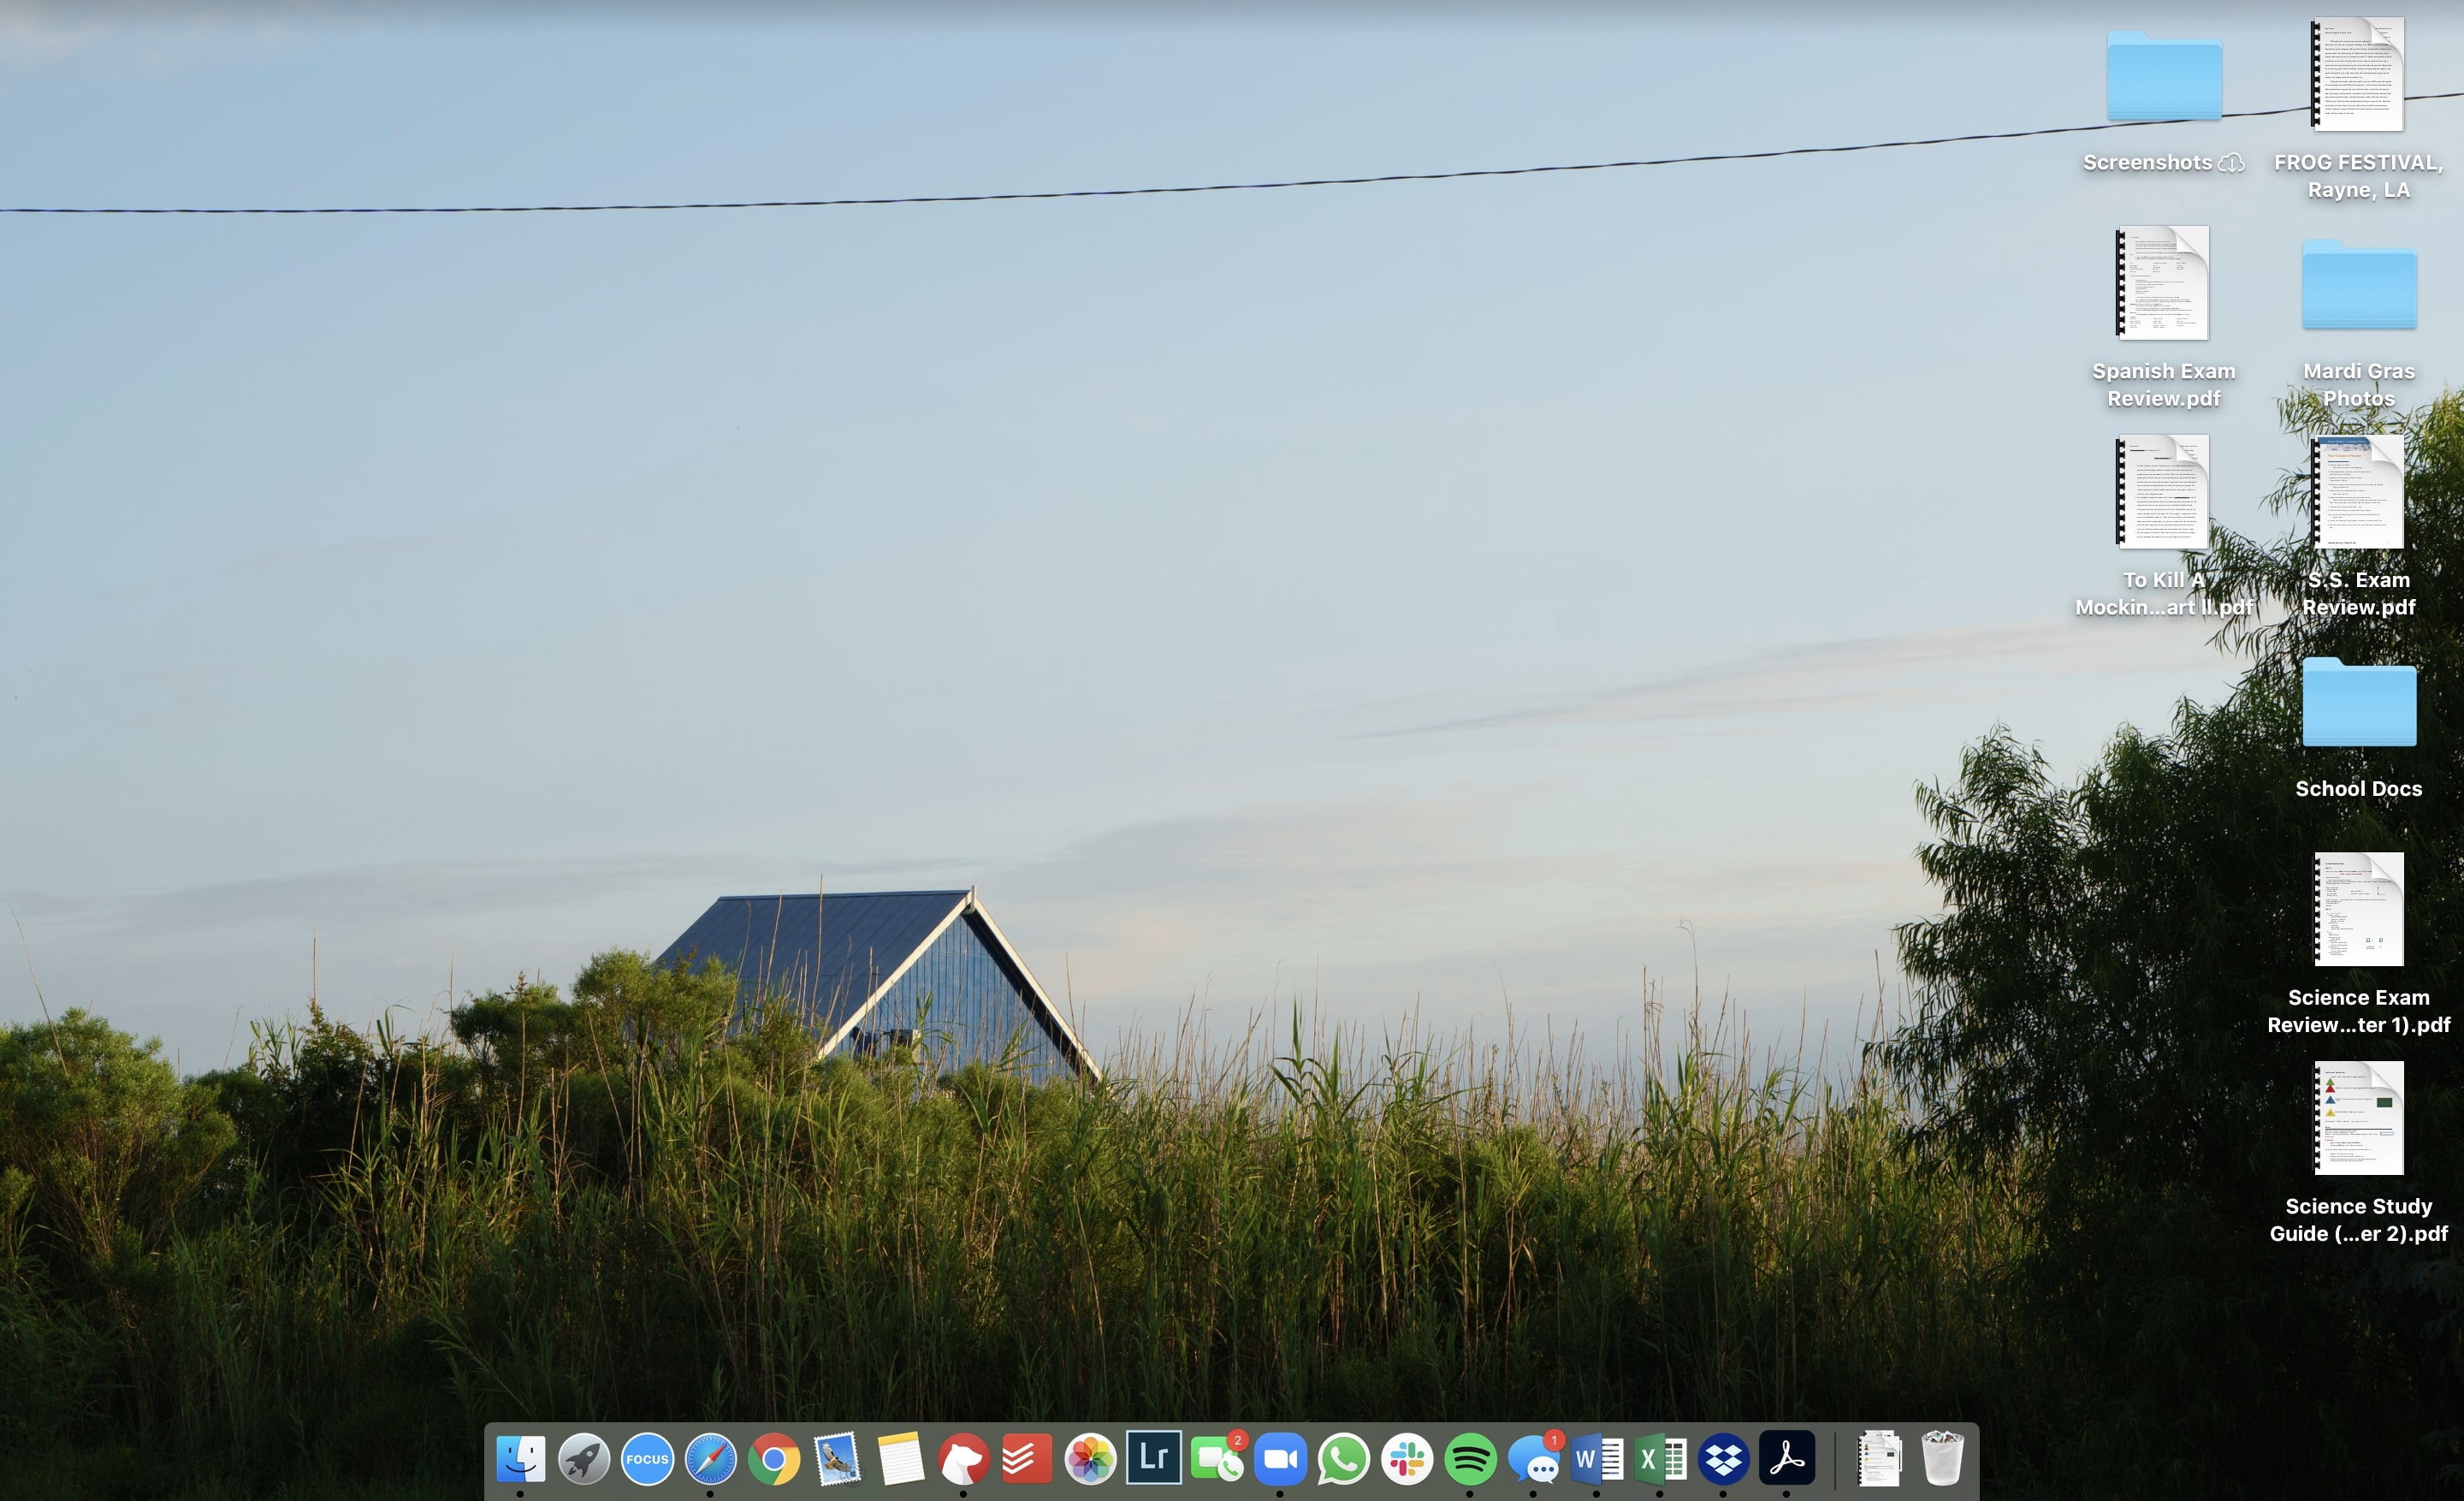 Screenshots
FROG FESTIVAL,
Rayne, LA
Spanish Exam
Review.pdf
Mardi Gras
Photos
To Kill A
Mockin...art II.pdf
S.S. Exam
Review.pdf
School Docs
Science Exam
Review...ter 1).pdf
Science Study
Guide (...er 2).pdf
FOCUS
Lr
2
1
W
X